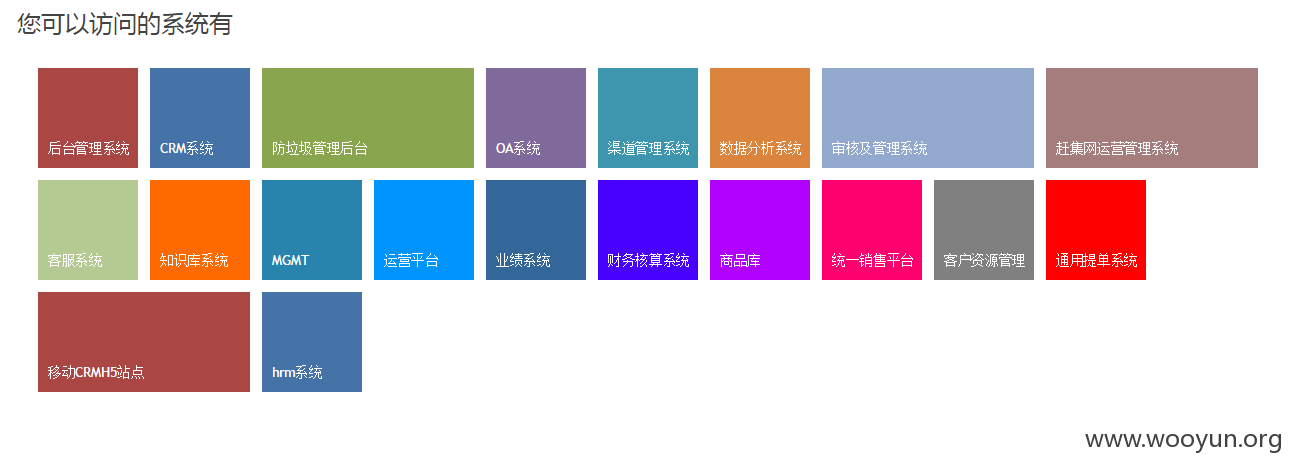 您可以访问的系统有
后台管理系统 CRM系统 防垃圾管理后台 OA系统 渠道管理系统 数据分析系统 审核及管理系统 赶集网运营管理系统
客服系统 知识库系统 MGMT 运营平台 业绩系统 财务核算系统 商品库 统一销售平台 客户资源管理 通用提单系统
移动CRMH5站点 hrm系统
www.wooyun.org